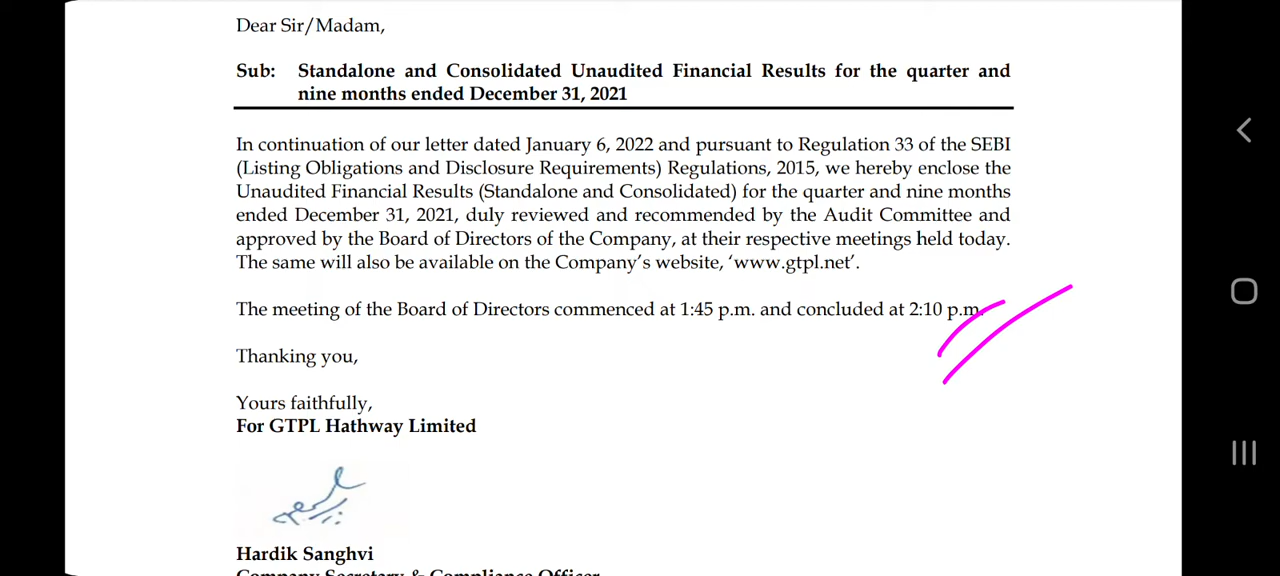 Dear Sir/Madam,
Sub: Standalone and Consolidated Unaudited Financial Results for the quarter and
nine months ended December 31, 2021
In continuation of our letter dated January 6, 2022 and pursuant to Regulation 33 of the SEBI
(Listing Obligations and Disclosure Requirements) Regulations, 2015, we hereby enclose the
Unaudited Financial Results (Standalone and Consolidated) for the quarter and nine months
ended December 31, 2021, duly reviewed and recommended by the Audit Committee and
approved by the Board of Directors of the Company, at their respective meetings held today.
The same will also be available on the Company's website, 'www.gtpl.net'.
The meeting of the Board of Directors commenced at 1:45 p.m. and concluded at 2:10 p.m.
Thanking you,
Yours faithfully,
For GTPL Hathway Limited
Hardik Sanghvi
Company Secretary & Compliance Officer